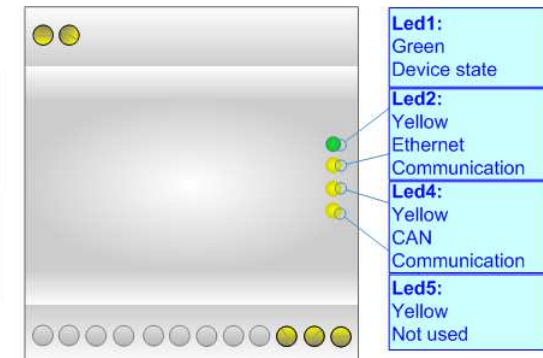 Led1:
Green
Device state
Led2:
Yellow
Ethernet
Communication
Led4:
Yellow
CAN
Communication
Led5:
Yellow
Not used